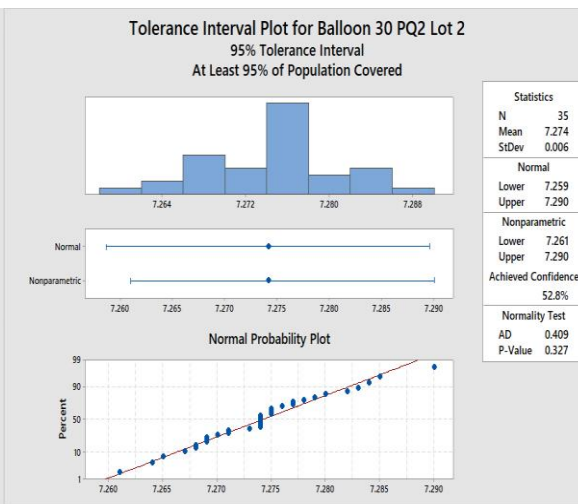 Tolerance Interval Plot for Balloon 30 PQ2 Lot 2
95% Tolerance Interval
At Least 95% of Population Covered
7.264 7.272 7.280 7.288
Normal
Nonparametric
7.260 7.265 7.270 7.275 7.280 7.285 7.290
Normal Probability Plot
Percent
99
90
50
10
1
7.260 7.265 7.270 7.275 7.280 7.285 7.290
Statistics
N 35
Mean 7.274
StDev 0.006
Normal
Lower 7.259
Upper 7.290
Nonparametric
Lower 7.261
Upper 7.290
Achieved Confidence
52.8%
Normality Test
AD 0.409
P-Value 0.327